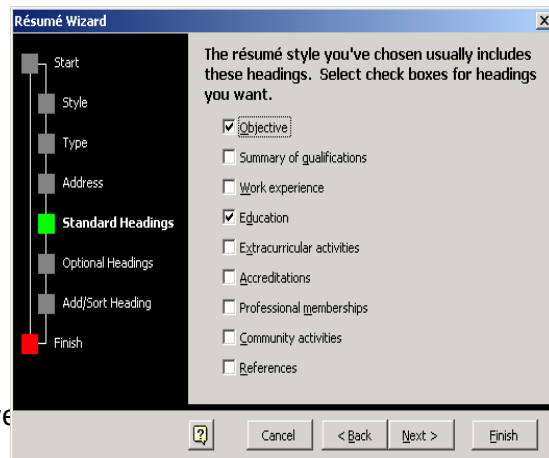 Résumé Wizard
Start
Style
Type
Address
Standard Headings
Optional Headings
Add/Sort Heading
Finish
The résumé style you've chosen usually includes
these headings. Select check boxes for headings
you want.
Objective
Summary of qualifications
Work experience
Education
Extracurricular activities
Accreditations
Professional memberships
Community activities
References
Cancel
< Back
Next >
Finish